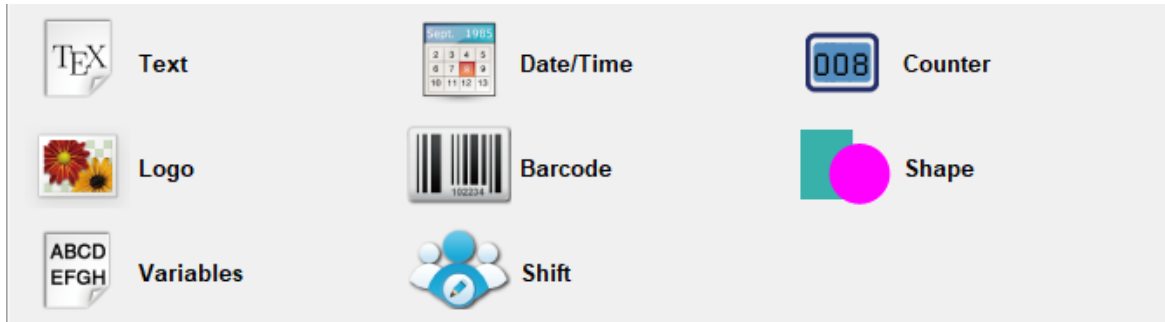 TEX
Text
Sept. 1985
2 3 4 5
6 7 8 9
10 11 12 13
Date/Time
008
Counter
Logo
102234
Barcode
Shape
ABCD
EFGH
Variables
Shift